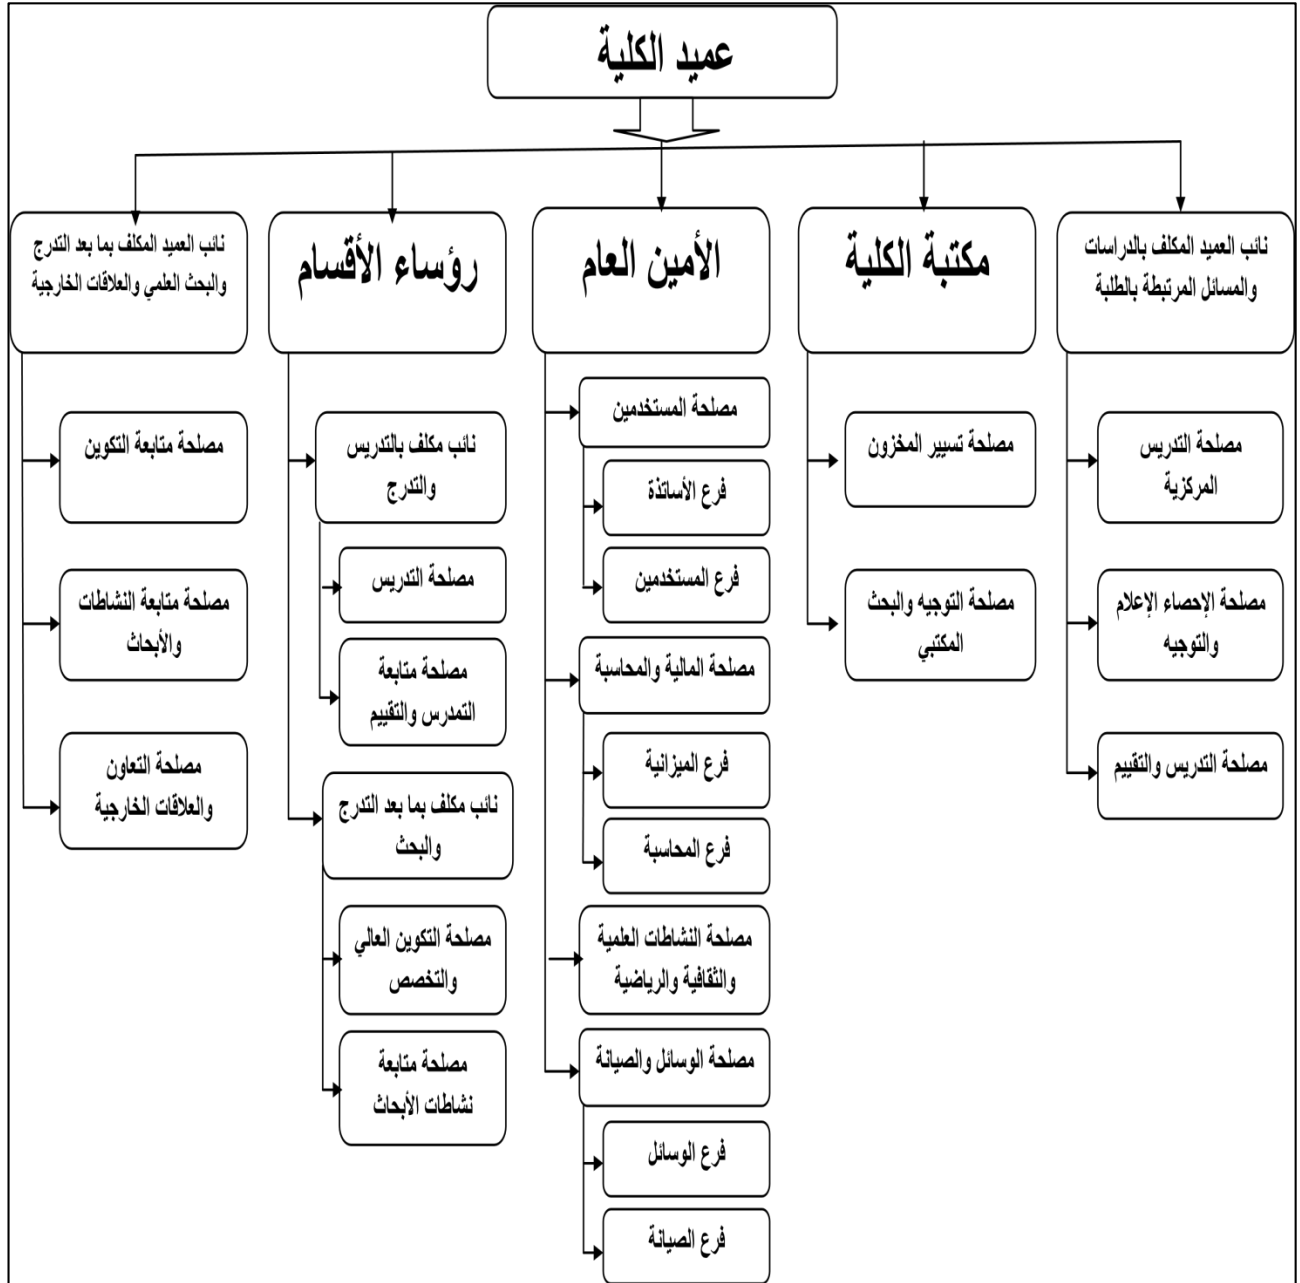 عميد الكلية
نائب العميد المكلف بالدراسات
والمسائل المرتبطة بالطلبة
مصلحة التدريس
المركزية
مصلحة الإحصاء الإعلام
والتوجيه
مصلحة التدريس والتقييم
مكتبة الكلية
مصلحة تسيير المخزون
مصلحة التوجيه والبحث
المكتبي
الأمين العام
مصلحة المستخدمين
فرع الأساتذة
فرع المستخدمين
مصلحة المالية والمحاسبة
فرع الميزانية
فرع المحاسبة
مصلحة النشاطات العلمية
والثقافية والرياضية
مصلحة الوسائل والصيانة
فرع الوسائل
فرع الصيانة
رؤساء الأقسام
نائب مكلف بالتدريس
والتدرج
مصلحة التدريس
مصلحة متابعة
التمدرس والتقييم
نائب مكلف بما بعد التدرج
والبحث
مصلحة التكوين العالي
والتخصص
مصلحة متابعة
نشاطات الأبحاث
نائب العميد المكلف بما بعد التدرج
والبحث العلمي والعلاقات الخارجية
مصلحة متابعة التكوين
مصلحة متابعة النشاطات
والأبحاث
مصلحة التعاون
والعلاقات الخارجية